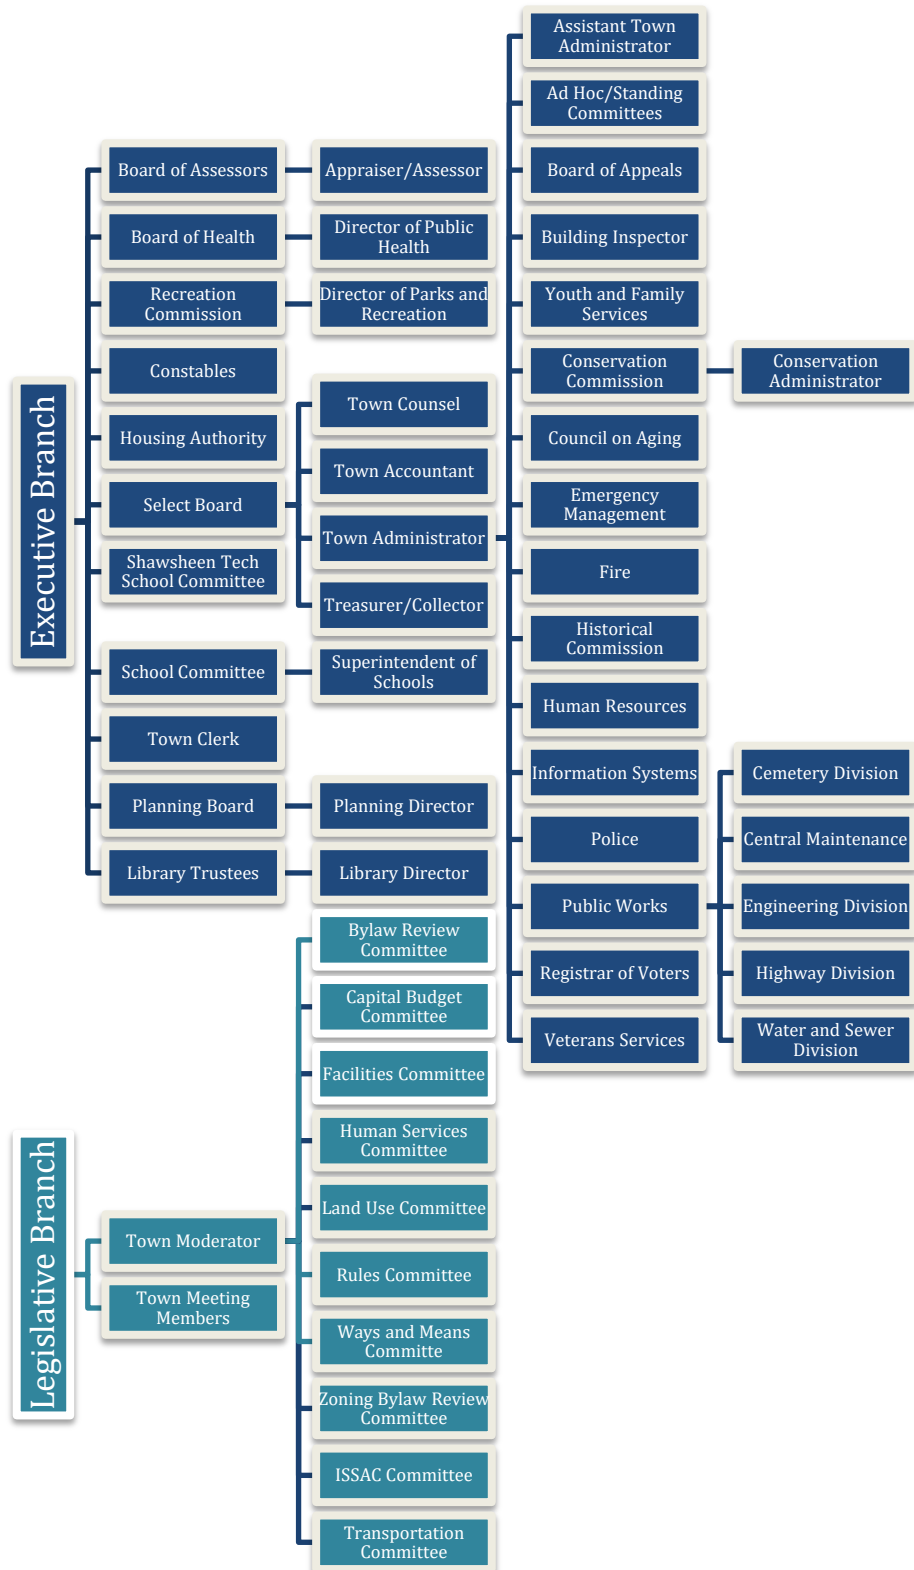 Executive Branch
Board of Assessors
Board of Health
Recreation
Commission
Constables
Housing Authority
Select Board
Shawsheen Tech
School Committee
School Committee
Town Clerk
Planning Board
Library Trustees
Appraiser/Assessor
Director of Public
Health
Director of Parks and
Recreation
Town Counsel
Town Accountant
Town Administrator
Treasurer/Collector
Superintendent of
Schools
Planning Director
Library Director
Assistant Town
Administrator
Ad Hoc/Standing
Committees
Board of Appeals
Building Inspector
Youth and Family
Services
Conservation
Commission
Council on Aging
Emergency
Management
Fire
Historical
Commission
Human Resources
Information Systems
Police
Public Works
Registrar of Voters
Veterans Services
Conservation
Administrator
Cemetery Division
Central Maintenance
Engineering Division
Highway Division
Water and Sewer
Division
Legislative Branch
Town Moderator
Town Meeting
Members
Bylaw Review
Committee
Capital Budget
Committee
Facilities Committee
Human Services
Committee
Land Use Committee
Rules Committee
Ways and Means
Committe
Zoning Bylaw Review
Committee
ISSAC Committee
Transportation
Committee